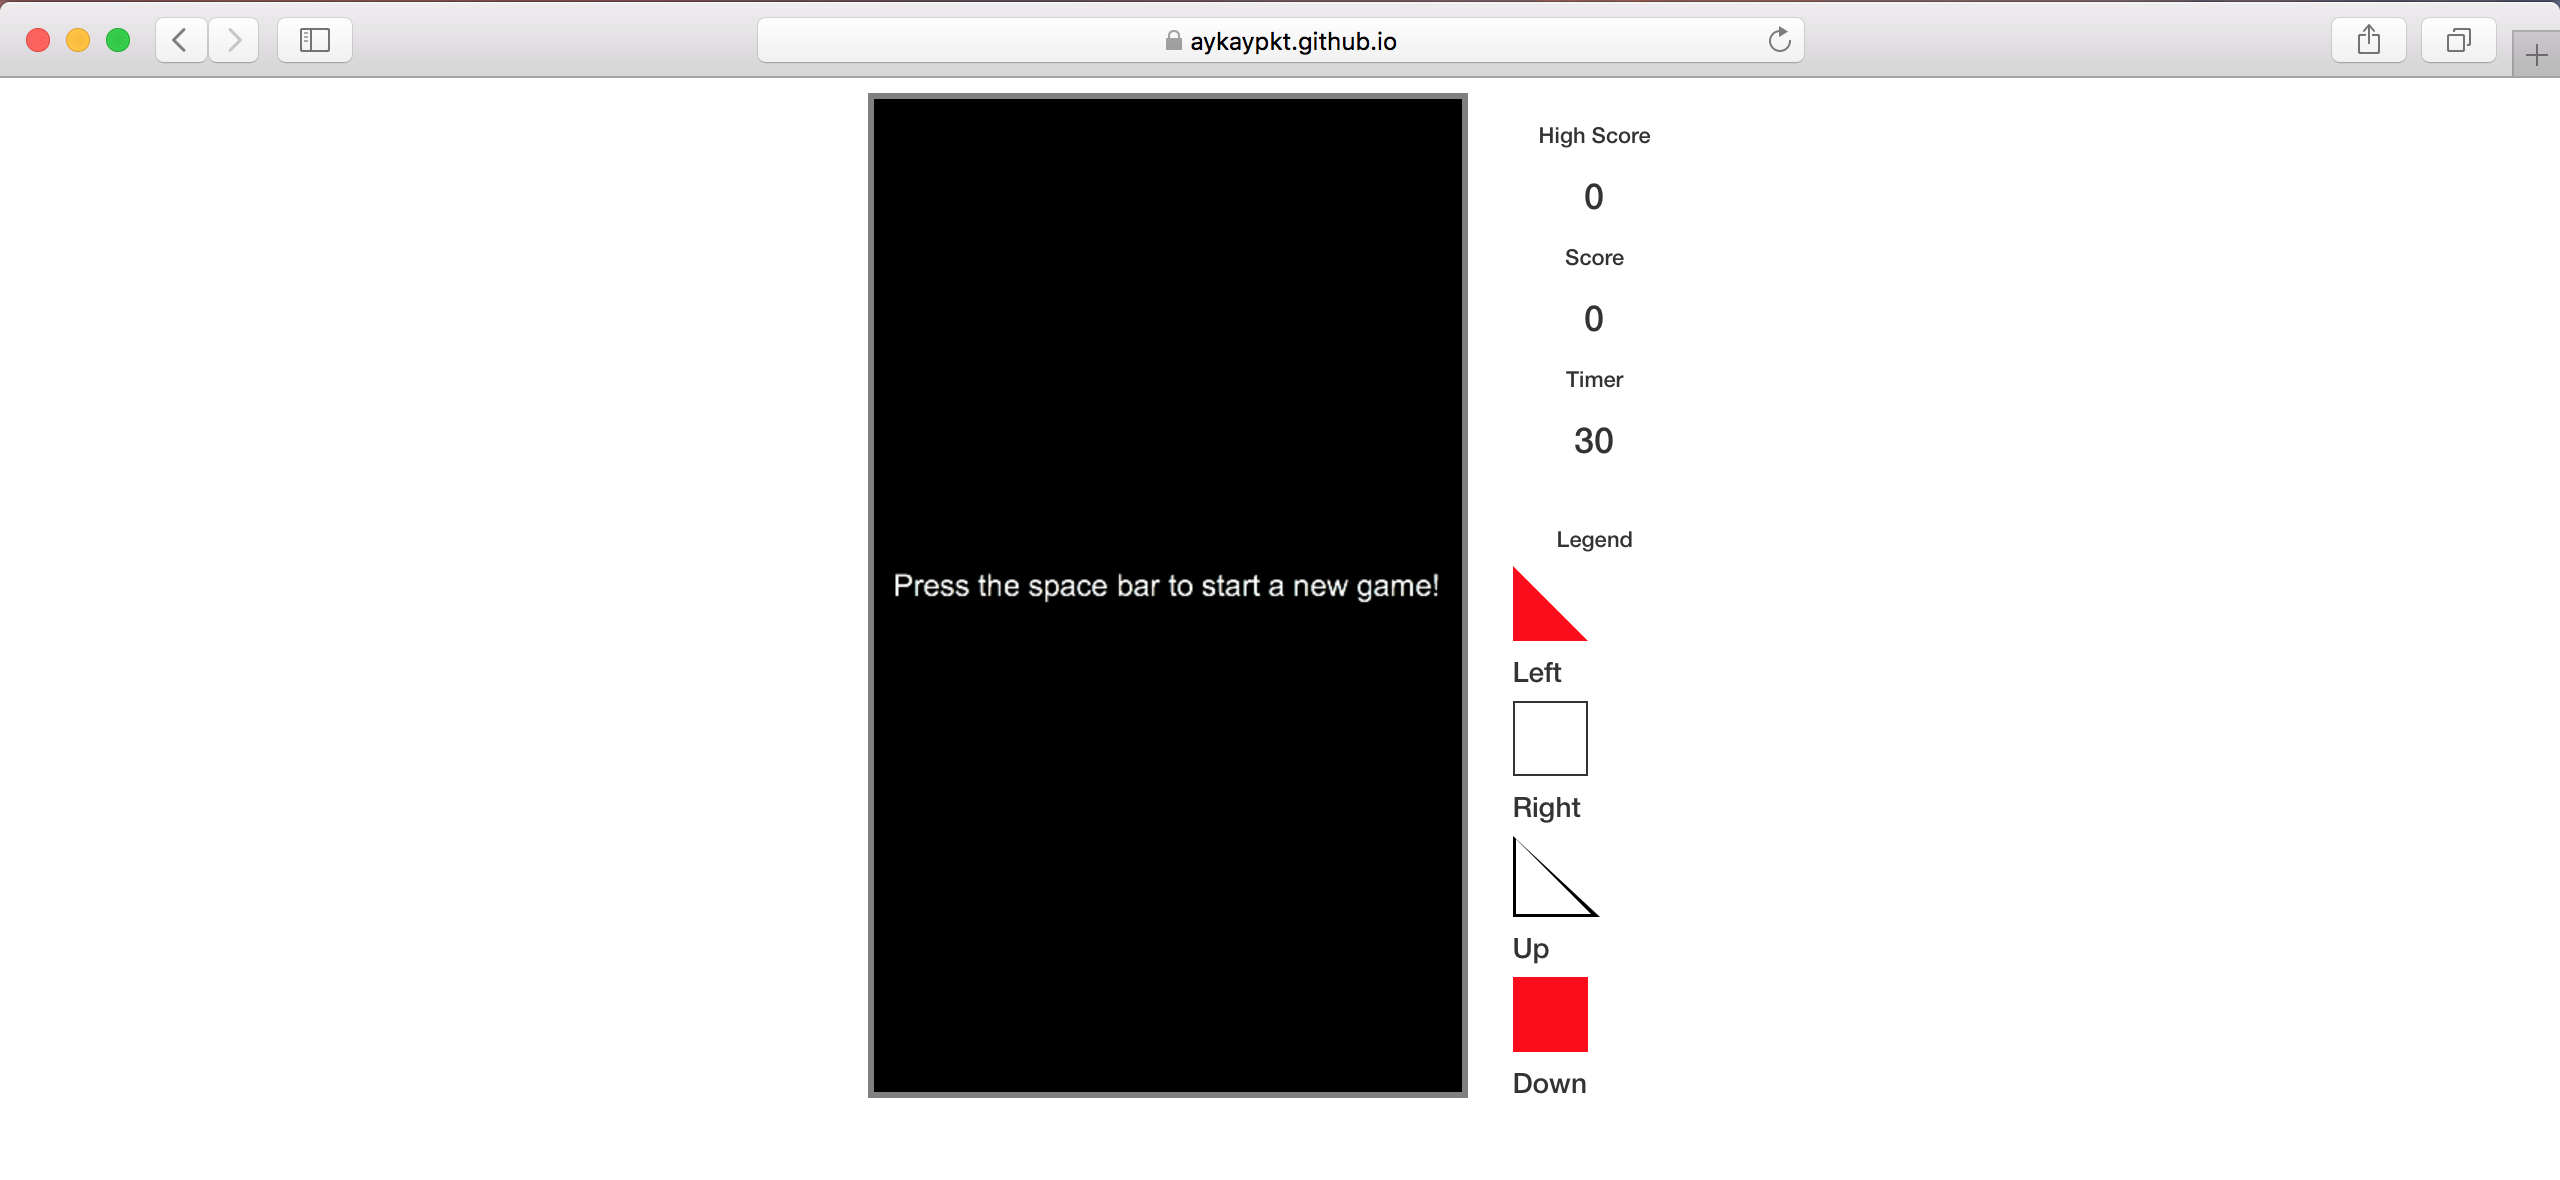 aykaypkt.github.io
High Score
0
Score
0
Timer
30
Press the space bar to start a new game!
Legend
Left
Right
Up
Down